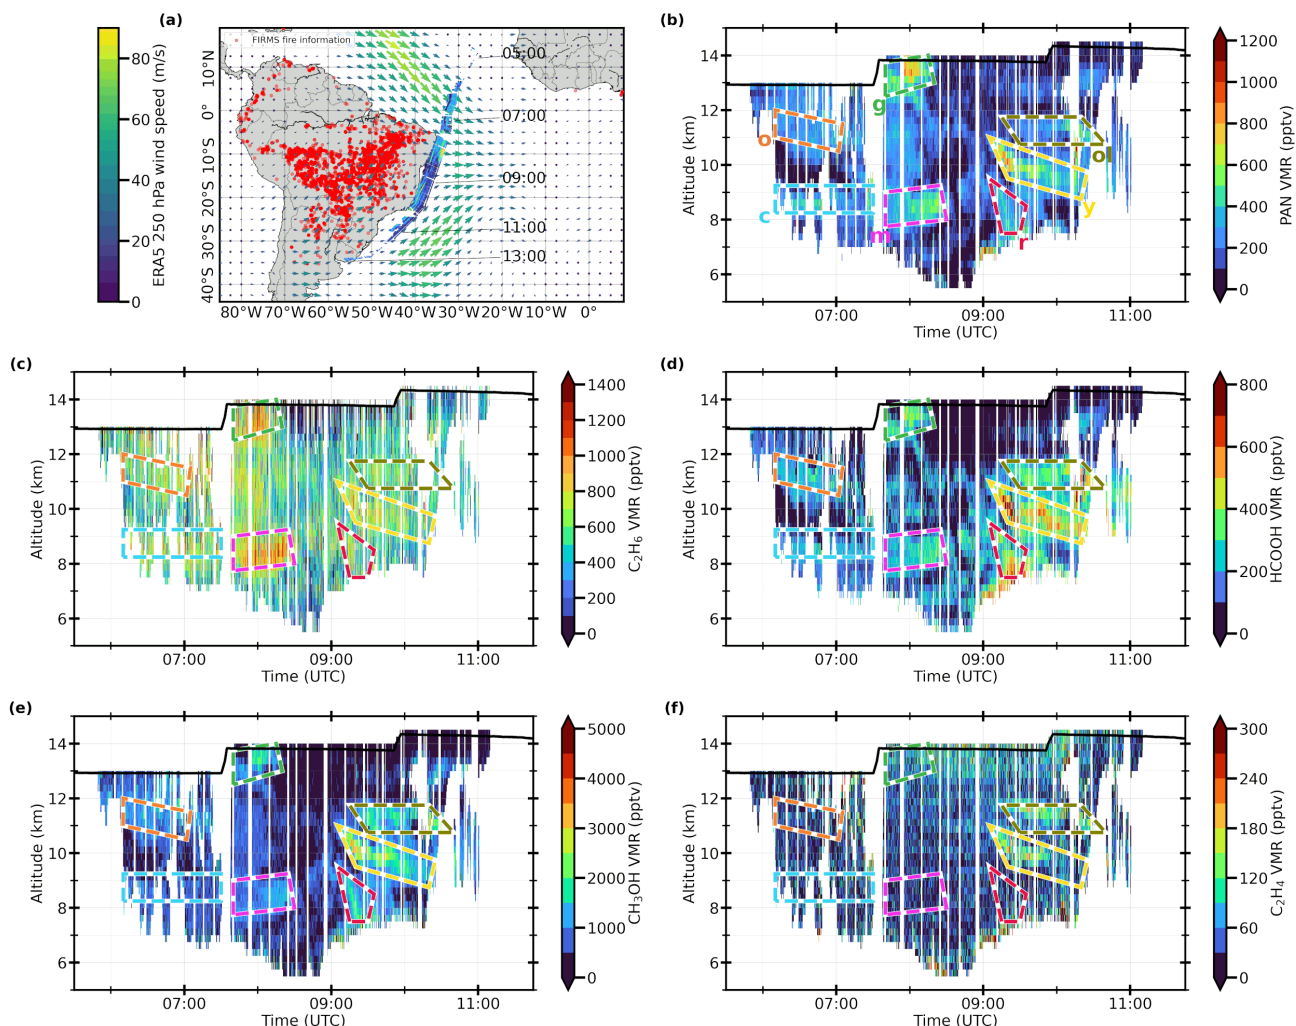 (a)
FIRMS fire information
ERA5 250 hPa wind speed (m/s)
80
60
40
20
0
10°N
0°
10°S
20°S
30°S
40°S
80°W 70°W 60°W 50°W 40°W 30°W 20°W 10°W 0°
05:00
07:00
09:00
11:00
13:00
(b)
Altitude (km)
14
12
10
8
6
g
o
ol
c
m
y
r
07:00 09:00 11:00
Time (UTC)
PAN VMR (pptv)
1200
1000
800
600
400
200
0
(c)
Altitude (km)
14
12
10
8
6
07:00 09:00 11:00
Time (UTC)
C₂H₆ VMR (pptv)
1400
1200
1000
800
600
400
200
0
(d)
Altitude (km)
14
12
10
8
6
07:00 09:00 11:00
Time (UTC)
HCOOH VMR (pptv)
800
600
400
200
0
(e)
Altitude (km)
14
12
10
8
6
07:00 09:00 11:00
Time (UTC)
CH₃OH VMR (pptv)
5000
4000
3000
2000
1000
0
(f)
Altitude (km)
14
12
10
8
6
07:00 09:00 11:00
Time (UTC)
C₂H₄ VMR (pptv)
300
240
180
120
60
0